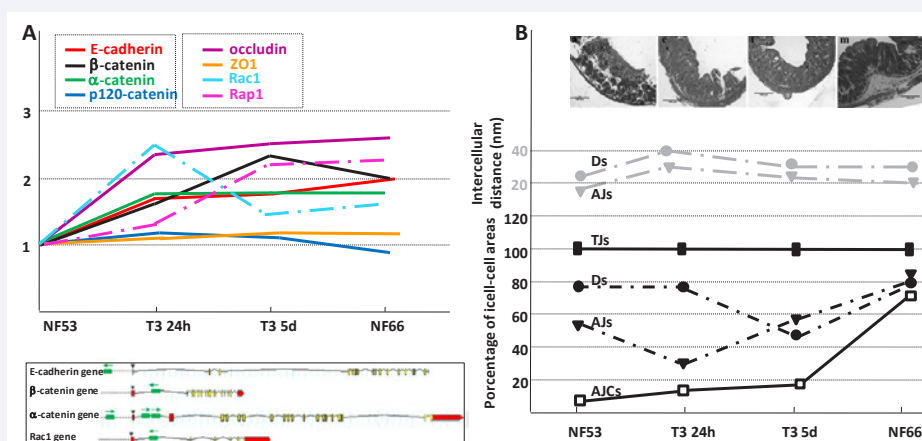 A
E-cadherin
β-catenin
α-catenin
p120-catenin
occludin
ZO1
Rac1
Rap1
3
2
1
NF53 T3 24h T3 5d NF66
E-cadherin gene
β-catenin gene
α-catenin gene
Rac1 gene
B
m
Intercellular
distance (nm)
40
20
Ds
AJs
Porcentage of icell-cell areas
120
100
80
60
40
20
TJs
Ds
AJs
AJCs
NF53 T3 24h T3 5d NF66